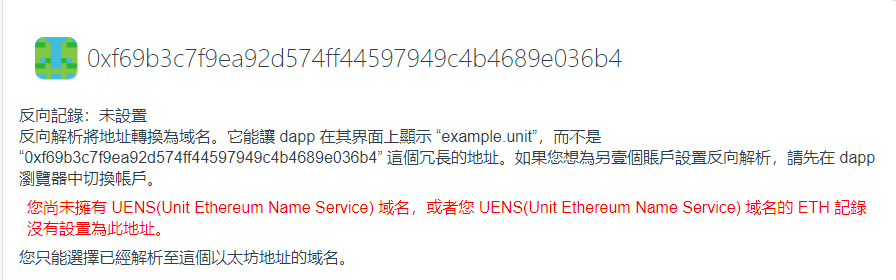 0xf69b3c7f9ea92d574ff44597949c4b4689e036b4
反向記錄：未設置
反向解析將地址轉換為域名。它能讓 dapp 在其界面上顯示 “example.unit”，而不是
“0xf69b3c7f9ea92d574ff44597949c4b4689e036b4” 這個冗長的地址。如果您想為另壹個賬戶設置反向解析，請先在 dapp
瀏覽器中切換帳戶。
您尚未擁有 UENS(Unit Ethereum Name Service) 域名，或者您 UENS(Unit Ethereum Name Service) 域名的 ETH 記錄
沒有設置為此地址。
您只能選擇已經解析至這個以太坊地址的域名。